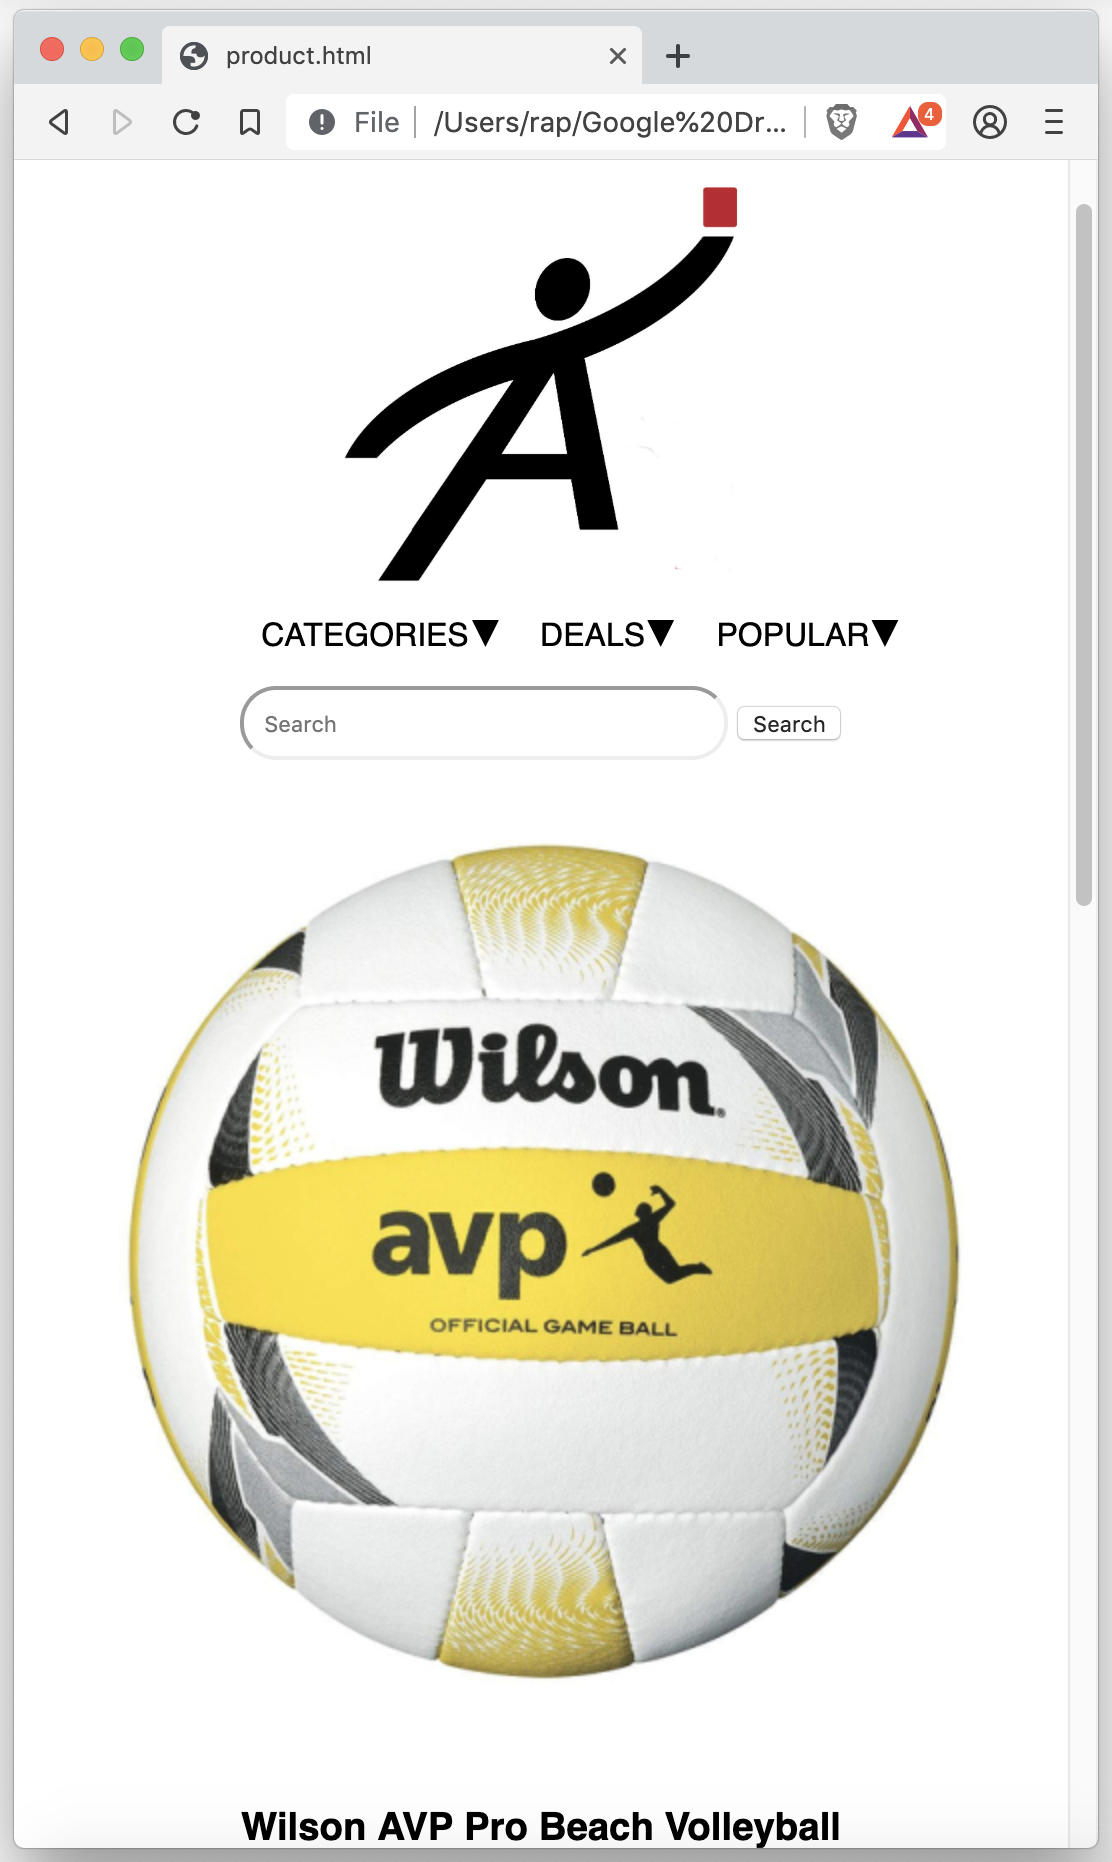 product.html
File /Users/rap/Google%20Dr... 4
CATEGORIES▼ DEALS▼ POPULAR▼
Search Search
Wilson
avp
OFFICIAL GAME BALL
Wilson AVP Pro Beach Volleyball